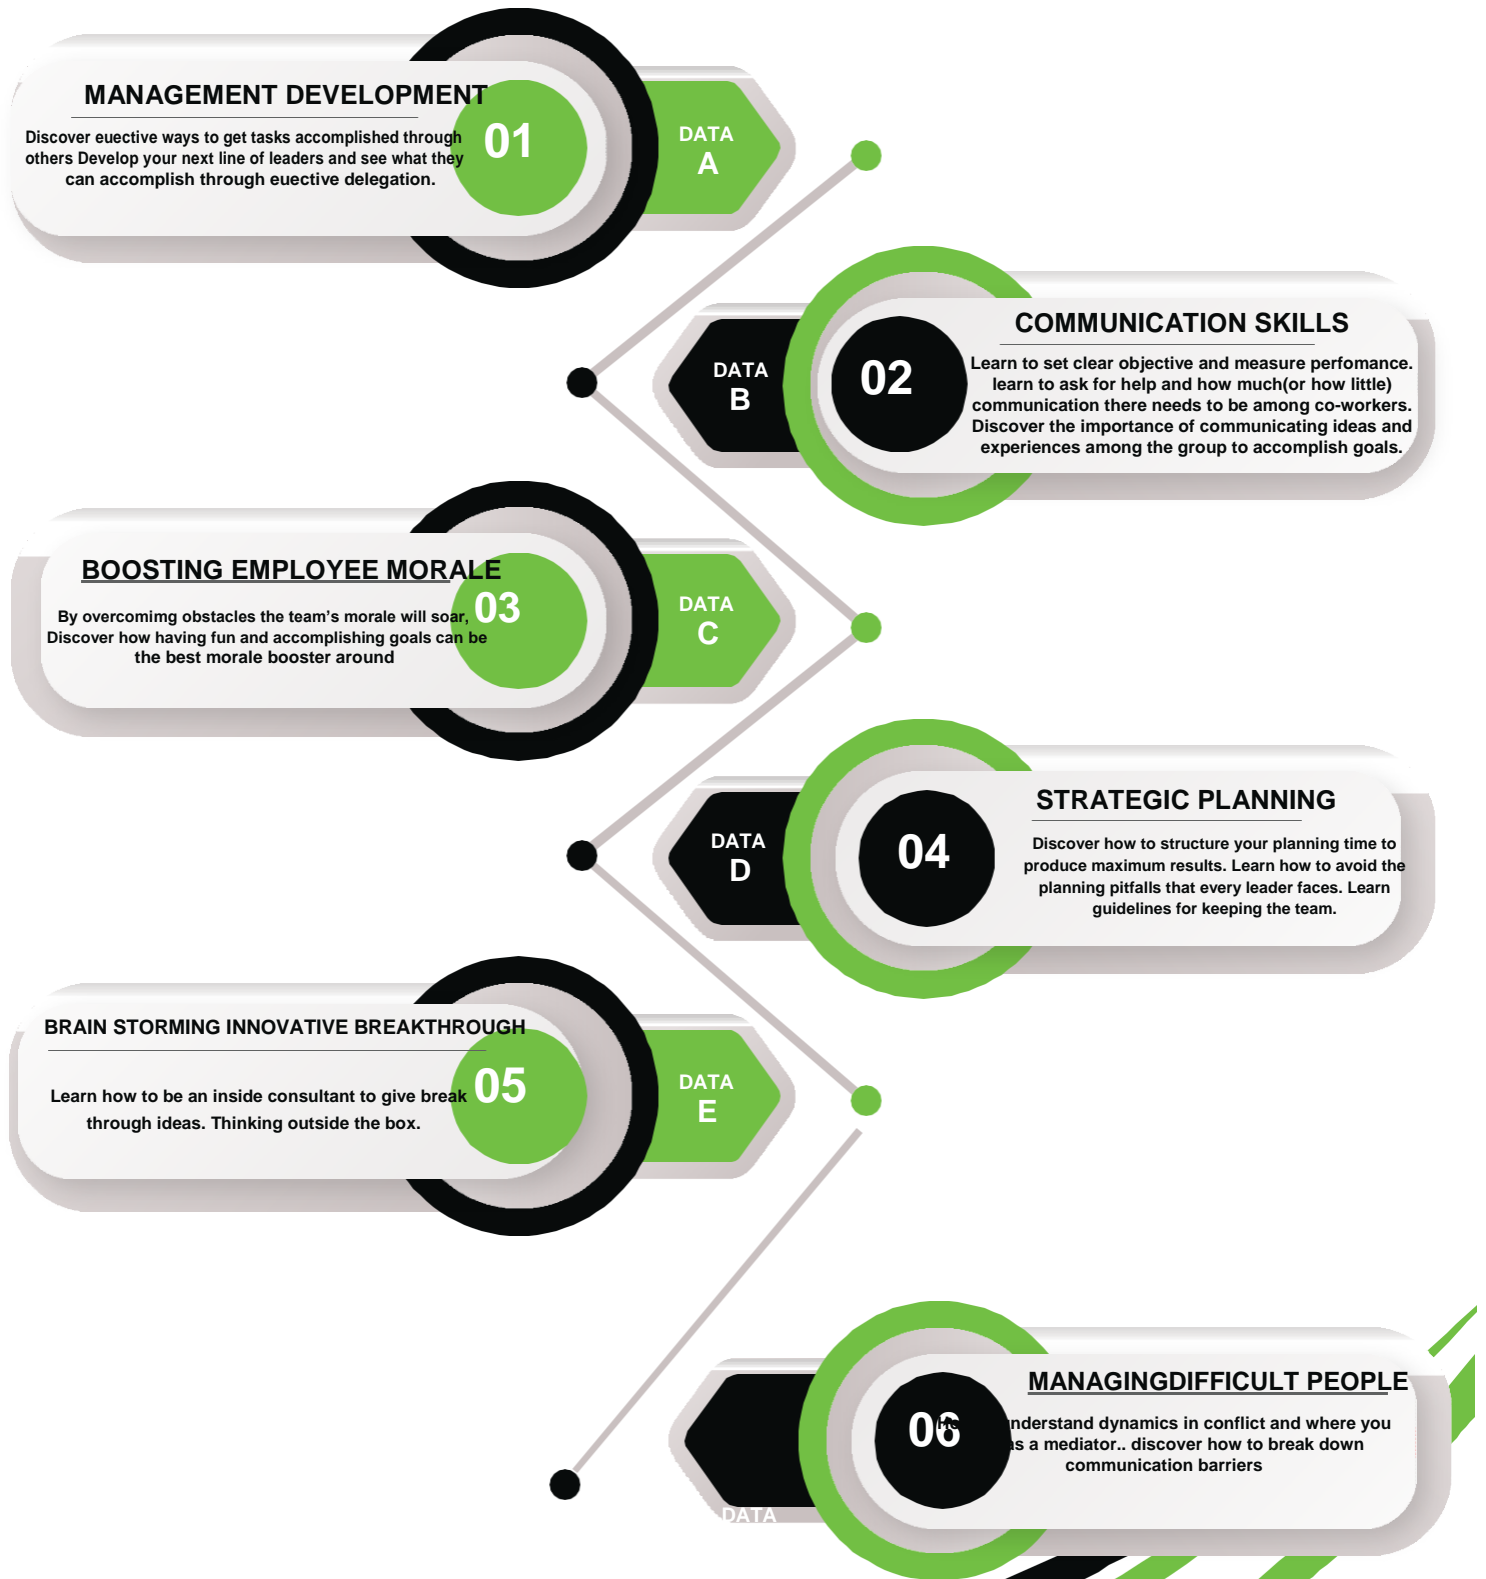 MANAGEMENT DEVELOPMENT
Discover euective ways to get tasks accomplished through
others Develop your next line of leaders and see what they
can accomplish through euective delegation.
01
DATA
A
COMMUNICATION SKILLS
Learn to set clear objective and measure perfomance.
learn to ask for help and how much(or how little)
communication there needs to be among co-workers.
Discover the importance of communicating ideas and
experiences among the group to accomplish goals.
02
DATA
B
BOOSTING EMPLOYEE MORALE
By overcomimg obstacles the team’s morale will soar,
Discover how having fun and accomplishing goals can be
the best morale booster around
03
DATA
C
STRATEGIC PLANNING
Discover how to structure your planning time to
produce maximum results. Learn how to avoid the
planning pitfalls that every leader faces. Learn
guidelines for keeping the team.
04
DATA
D
BRAIN STORMING INNOVATIVE BREAKTHROUGH
Learn how to be an inside consultant to give break
through ideas. Thinking outside the box.
05
DATA
E
MANAGINGDIFFICULT PEOPLE
understand dynamics in conflict and where you
as a mediator.. discover how to break down
communication barriers
06
DATA